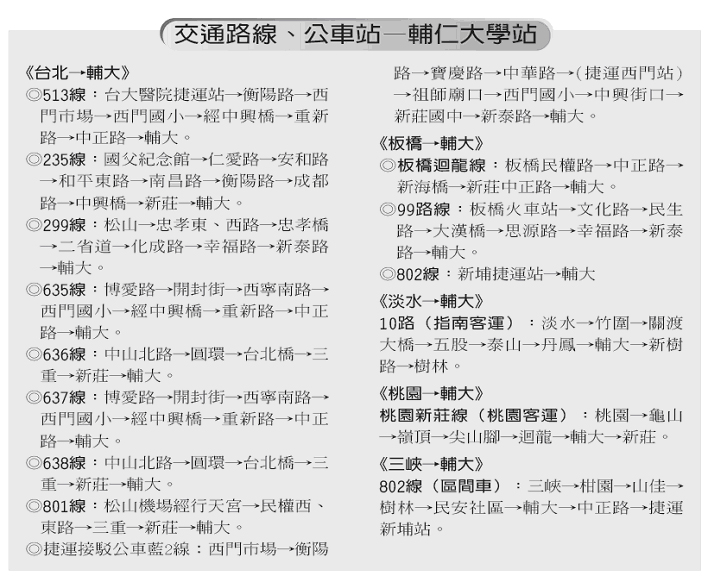 交通路線、公車站—輔仁大學站
《台北→輔大》
◎513線：台大醫院捷運站→衡陽路→西
門市場→西門國小→經中興橋→重新
路→中正路→輔大。
◎235線：國父紀念館→仁愛路→安和路
→和平東路→南昌路→衡陽路→成都
路→中興橋→新莊→輔大。
◎299線：松山→忠孝東、西路→忠孝橋
→二省道→化成路→幸福路→新泰路
→輔大。
◎635線：博愛路→開封街→西寧南路→
西門國小→經中興橋→重新路→中正
路→輔大。
◎636線：中山北路→圓環→台北橋→三
重→新莊→輔大。
◎637線：博愛路→開封街→西寧南路→
西門國小→經中興橋→重新路→中正
路→輔大。
◎638線：中山北路→圓環→台北橋→三
重→新莊→輔大。
◎801線：松山機場經行天宮→民權西、
東路→三重→新莊→輔大。
◎捷運接駁公車藍2線：西門市場→衡陽
路→寶慶路→中華路→(捷運西門站)
→祖師廟口→西門國小→中興街口→
新莊國中→新泰路→輔大。
《板橋→輔大》
◎板橋迴龍線：板橋民權路→中正路→
新海橋→新莊中正路→輔大。
◎99路線：板橋火車站→文化路→民生
路→大漢橋→思源路→幸福路→新泰
路→輔大。
◎802線：新埔捷運站→輔大
《淡水→輔大》
10路（指南客運）：淡水→竹圍→關渡
大橋→五股→泰山→丹鳳→輔大→新樹
路→樹林。
《桃園→輔大》
桃園新莊線（桃園客運）：桃園→龜山
→嶺頂→尖山腳→迴龍→輔大→新莊。
《三峽→輔大》
802線（區間車）：三峽→柑園→山佳→
樹林→民安社區→輔大→中正路→捷運
新埔站。